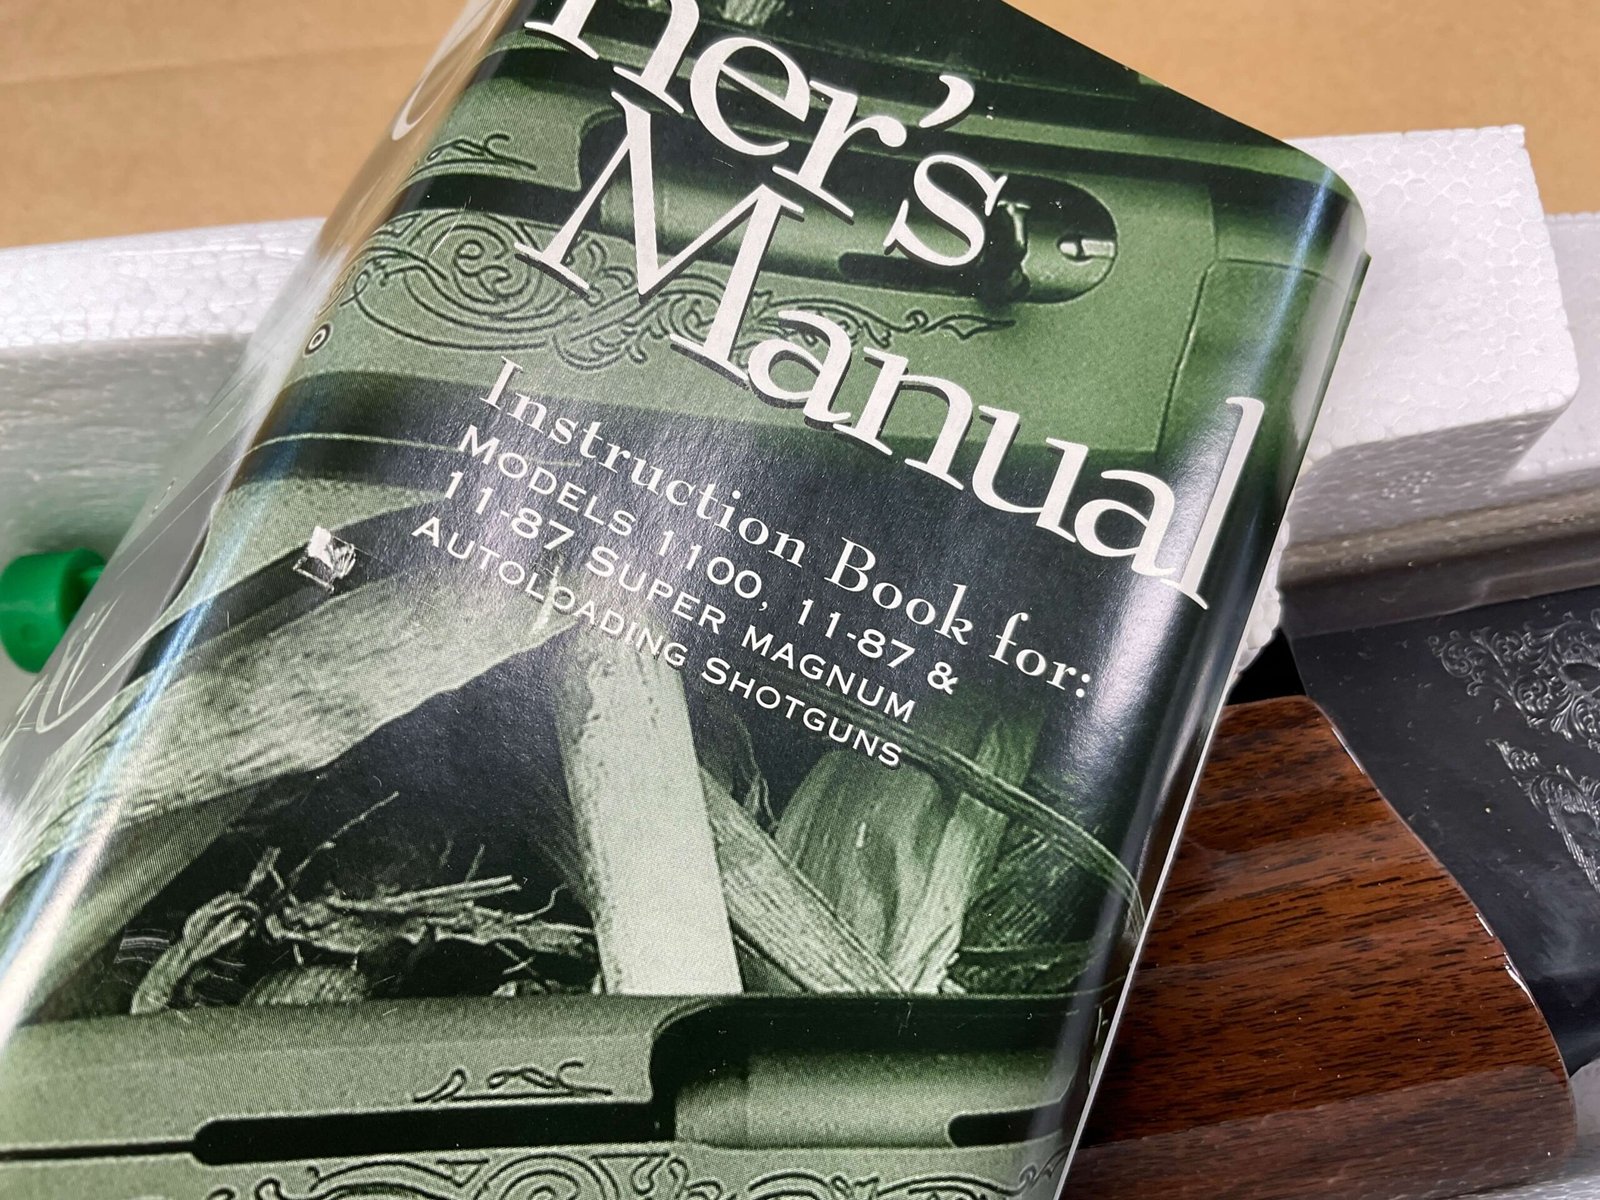 ner's
Manual
Instruction Book for:
MODELS 1100, 11-87 &
11-87 SUPER MAGNUM
AUTOLOADING SHOTGUNS